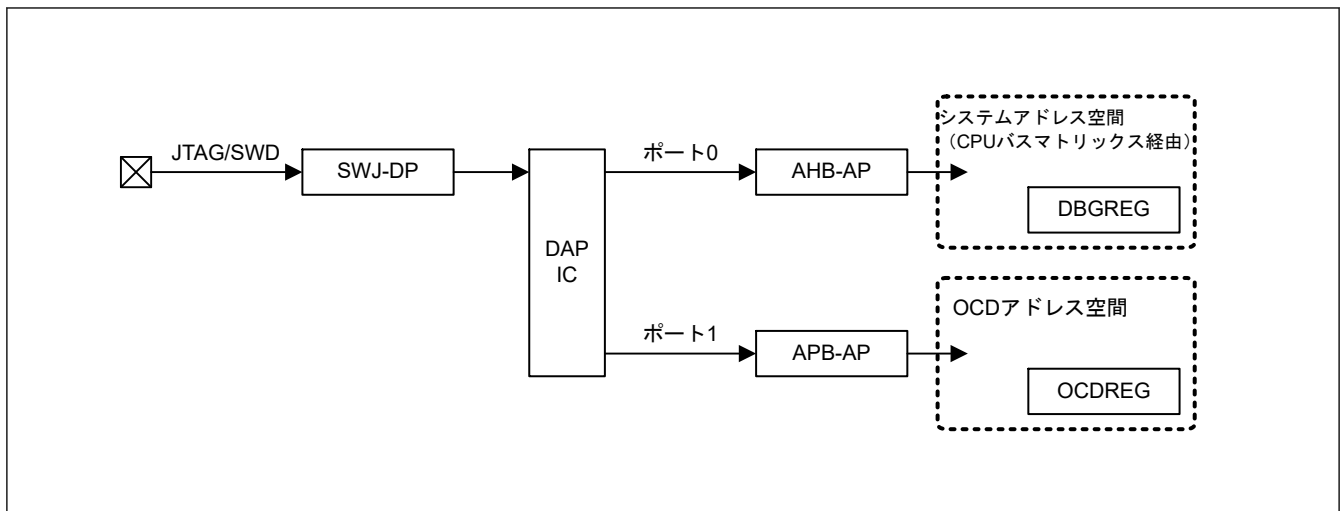 JTAG/SWD
SWJ-DP
DAP
IC
ポート0
AHB-AP
システムアドレス空間
（CPUバスマトリックス経由）
DBGREG
ポート1
APB-AP
OCDアドレス空間
OCDREG